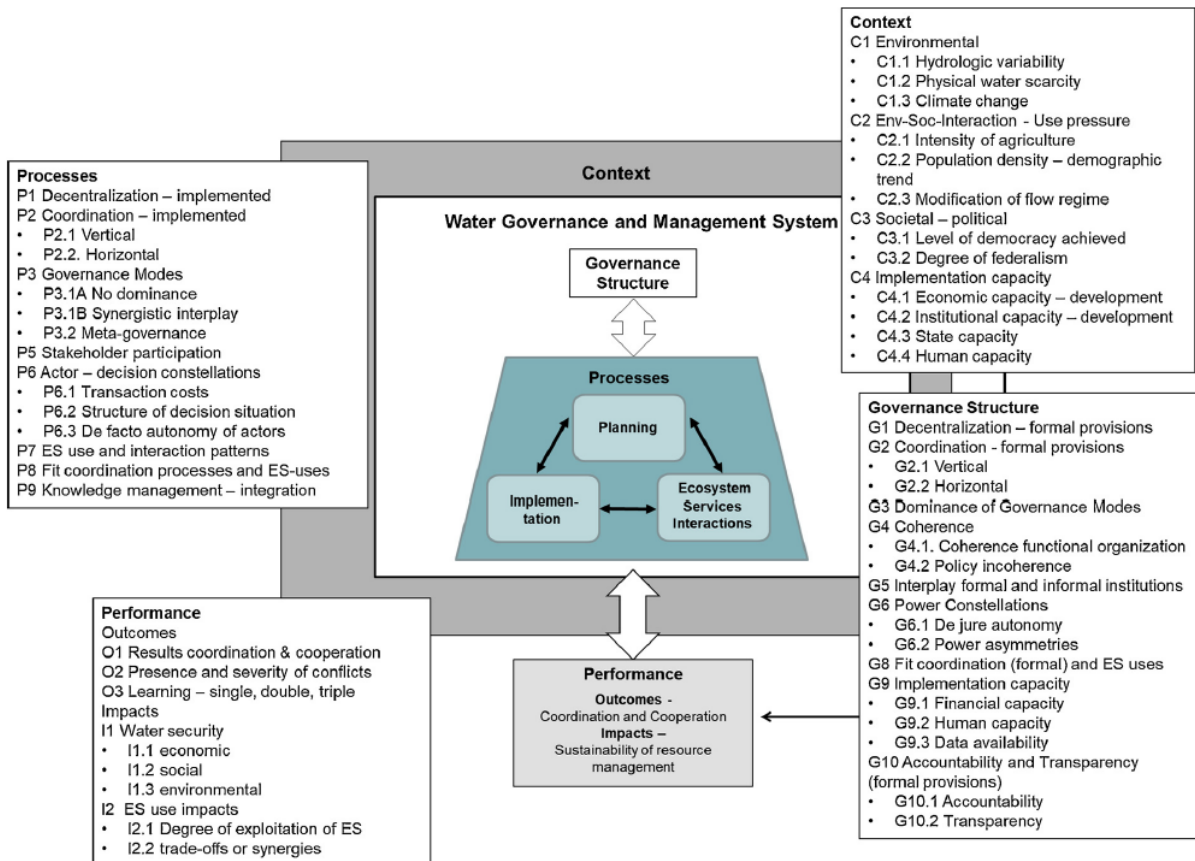 Context
C1 Environmental
• C1.1 Hydrologic variability
• C1.2 Physical water scarcity
• C1.3 Climate change
C2 Env-Soc-Interaction - Use pressure
• C2.1 Intensity of agriculture
• C2.2 Population density – demographic
trend
• C2.3 Modification of flow regime
C3 Societal – political
• C3.1 Level of democracy achieved
• C3.2 Degree of federalism
C4 Implementation capacity
• C4.1 Economic capacity – development
• C4.2 Institutional capacity – development
• C4.3 State capacity
• C4.4 Human capacity
Processes
P1 Decentralization – implemented
P2 Coordination – implemented
• P2.1 Vertical
• P2.2. Horizontal
P3 Governance Modes
• P3.1A No dominance
• P3.1B Synergistic interplay
• P3.2 Meta-governance
P5 Stakeholder participation
P6 Actor – decision constellations
• P6.1 Transaction costs
• P6.2 Structure of decision situation
• P6.3 De facto autonomy of actors
P7 ES use and interaction patterns
P8 Fit coordination processes and ES-uses
P9 Knowledge management – integration
Context
Water Governance and Management System
Governance
Structure
Processes
Planning
Implemen-
tation
Ecosystem
Services
Interactions
Governance Structure
G1 Decentralization – formal provisions
G2 Coordination - formal provisions
• G2.1 Vertical
• G2.2 Horizontal
G3 Dominance of Governance Modes
G4 Coherence
• G4.1. Coherence functional organization
• G4.2 Policy incoherence
G5 Interplay formal and informal institutions
G6 Power Constellations
• G6.1 De jure autonomy
• G6.2 Power asymmetries
G8 Fit coordination (formal) and ES uses
G9 Implementation capacity
• G9.1 Financial capacity
• G9.2 Human capacity
• G9.3 Data availability
G10 Accountability and Transparency
(formal provisions)
• G10.1 Accountability
• G10.2 Transparency
Performance
Outcomes
O1 Results coordination & cooperation
O2 Presence and severity of conflicts
O3 Learning – single, double, triple
Impacts
I1 Water security
• I1.1 economic
• I1.2 social
• I1.3 environmental
I2 ES use impacts
• I2.1 Degree of exploitation of ES
• I2.2 trade-offs or synergies
Performance
Outcomes -
Coordination and Cooperation
Impacts –
Sustainability of resource
management